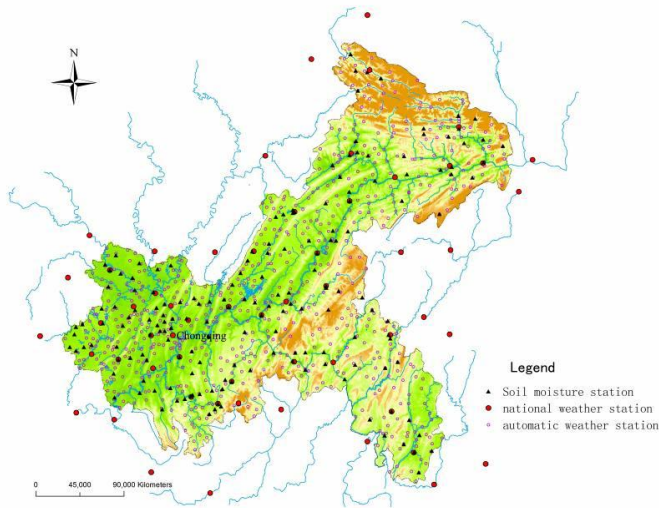 N
Chongqing
Legend
Soil moisture station
national weather station
automatic weather station
0 45,000 90,000 Kilometers